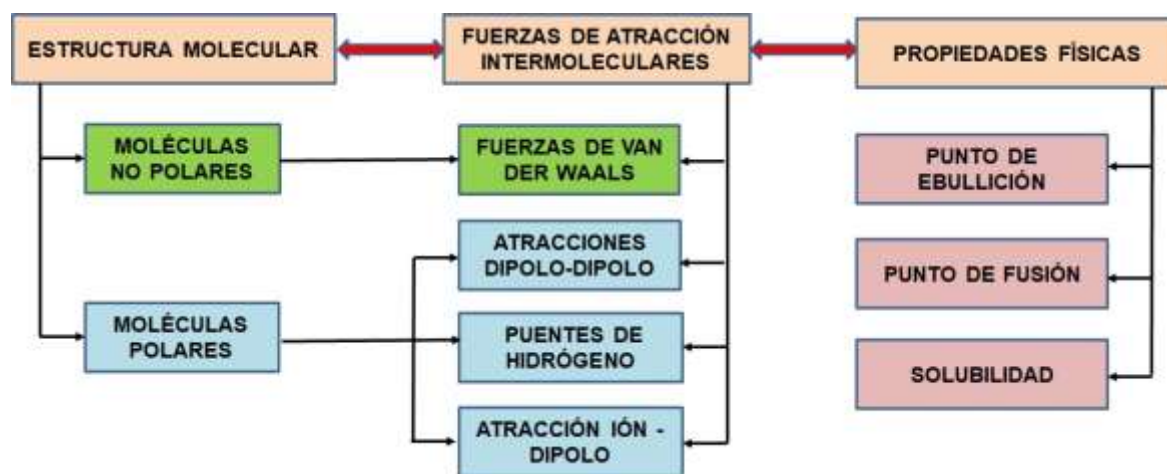 ESTRUCTURA MOLECULAR
FUERZAS DE ATRACCIÓN
INTERMOLECULARES
PROPIEDADES FÍSICAS
MOLÉCULAS
NO POLARES
FUERZAS DE VAN
DER WAALS
PUNTO DE
EBULLICIÓN
ATRACCIONES
DIPOLO-DIPOLO
PUNTO DE FUSIÓN
MOLÉCULAS
POLARES
PUENTES DE
HIDRÓGENO
SOLUBILIDAD
ATRACCIÓN IÓN -
DIPOLO